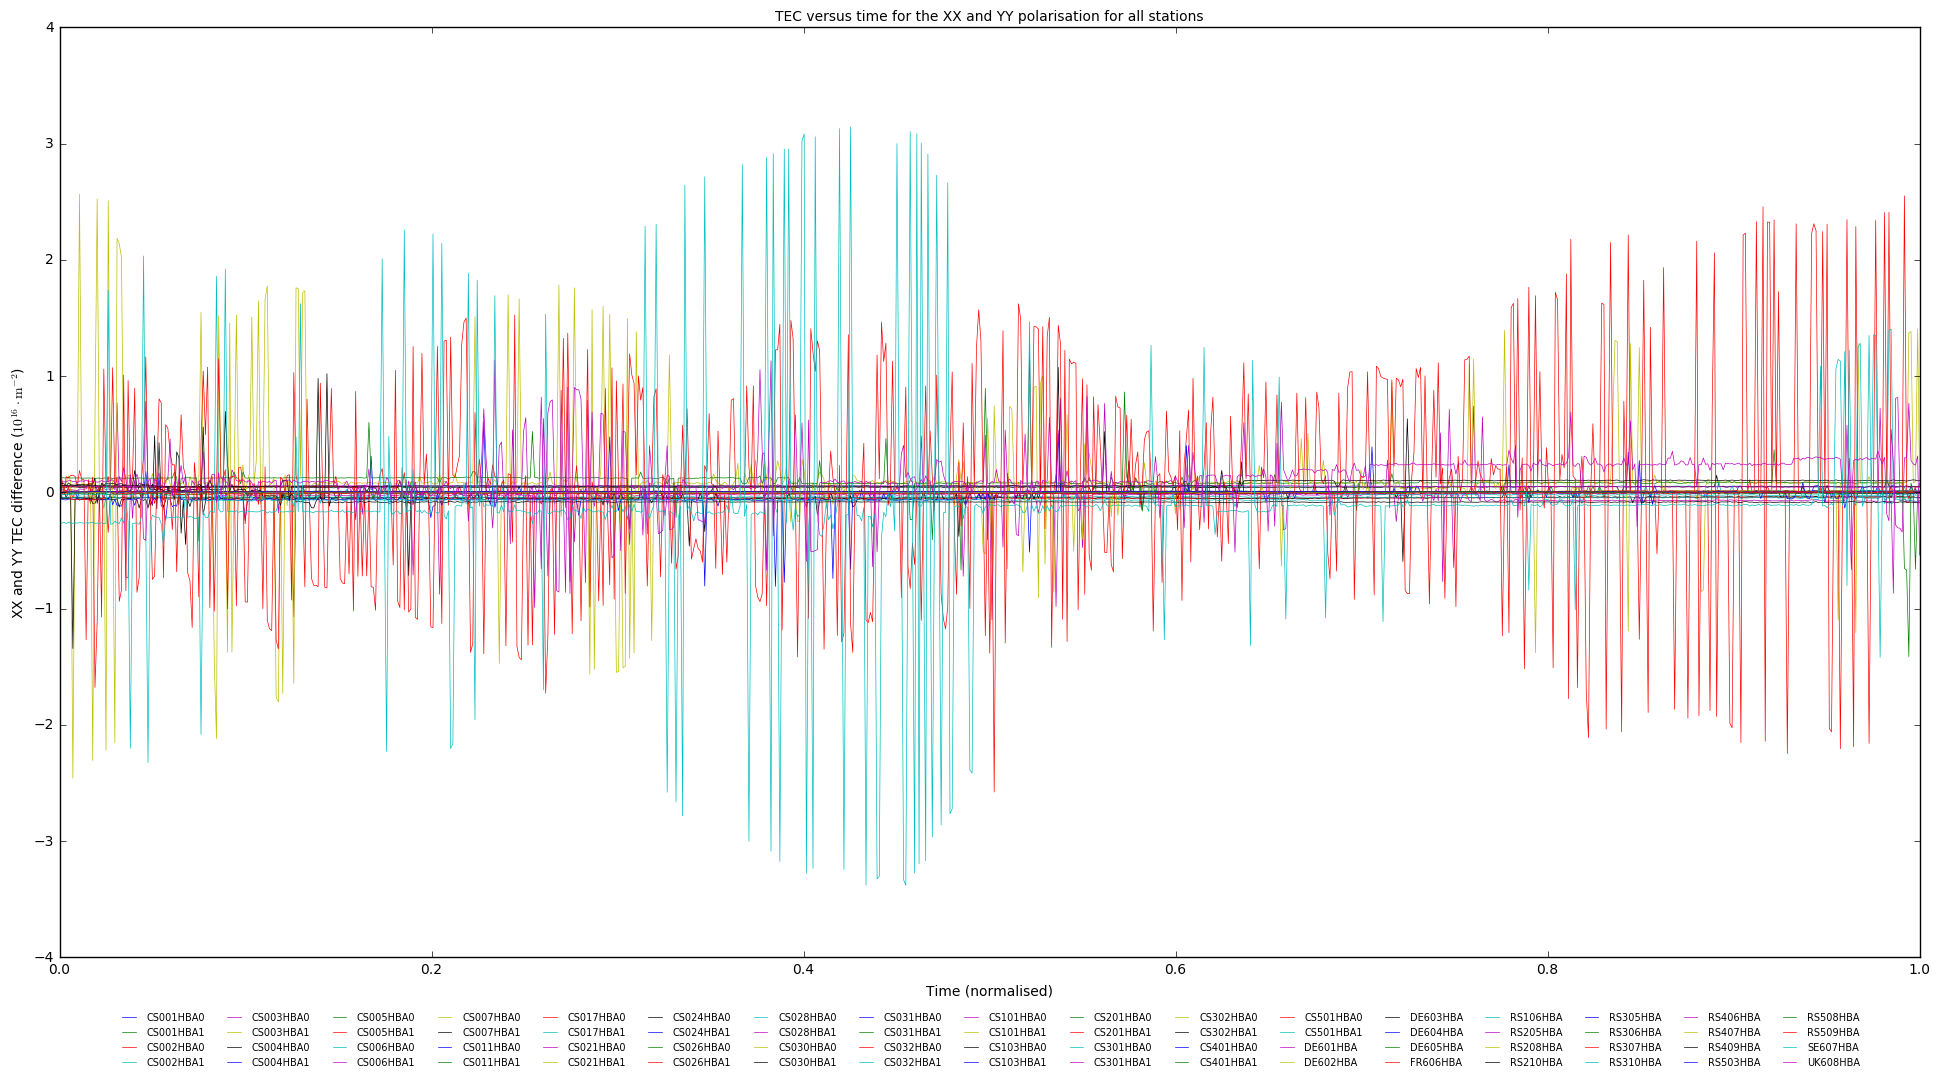 TEC versus time for the XX and YY polarisation for all stations
4
3
2
1
0
−1
−2
−3
−4
XX and YY TEC difference (10^16 · m^−2)
0.0 0.2 0.4 0.6 0.8 1.0
Time (normalised)
CS001HBA0 CS003HBA0 CS005HBA0 CS007HBA0 CS017HBA0 CS024HBA0 CS028HBA0 CS031HBA0 CS101HBA0 CS201HBA0 CS302HBA0 CS501HBA0 DE603HBA RS106HBA RS305HBA RS406HBA RS508HBA
CS001HBA1 CS003HBA1 CS005HBA1 CS007HBA1 CS017HBA1 CS024HBA1 CS028HBA1 CS031HBA1 CS101HBA1 CS201HBA1 CS302HBA1 CS501HBA1 DE604HBA RS205HBA RS306HBA RS407HBA RS509HBA
CS002HBA0 CS004HBA0 CS006HBA0 CS011HBA0 CS021HBA0 CS026HBA0 CS030HBA0 CS032HBA0 CS103HBA0 CS301HBA0 CS401HBA0 DE601HBA DE605HBA RS208HBA RS307HBA RS409HBA SE607HBA
CS002HBA1 CS004HBA1 CS006HBA1 CS011HBA1 CS021HBA1 CS026HBA1 CS030HBA1 CS032HBA1 CS103HBA1 CS301HBA1 CS401HBA1 DE602HBA FR606HBA RS210HBA RS310HBA RS503HBA UK608HBA